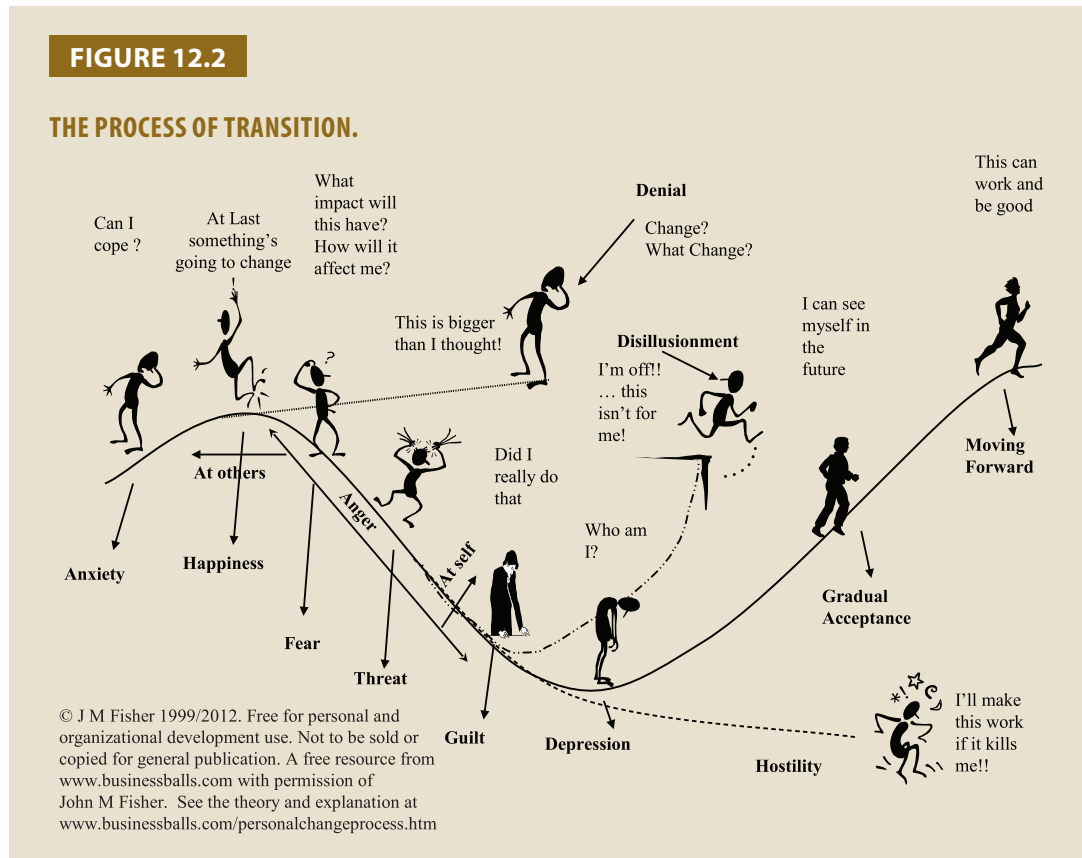 FIGURE 12.2
THE PROCESS OF TRANSITION.
Can I
cope ?
At Last
something's
going to change
!
What
impact will
this have?
How will it
affect me?
?
This is bigger
than I thought!
Denial
Change?
What Change?
Disillusionment
I'm off!!
… this
isn't for
me!
I can see
myself in
the
future
This can
work and
be good
Moving
Forward
At others
Anger
Did I
really do
that
At self
Who am
I?
Anxiety
Happiness
Fear
Threat
Guilt
Depression
Gradual
Acceptance
Hostility
*!
I'll make
this work
if it kills
me!!
© J M Fisher 1999/2012. Free for personal and
organizational development use. Not to be sold or
copied for general publication. A free resource from
www.businessballs.com with permission of
John M Fisher. See the theory and explanation at
www.businessballs.com/personalchangeprocess.htm